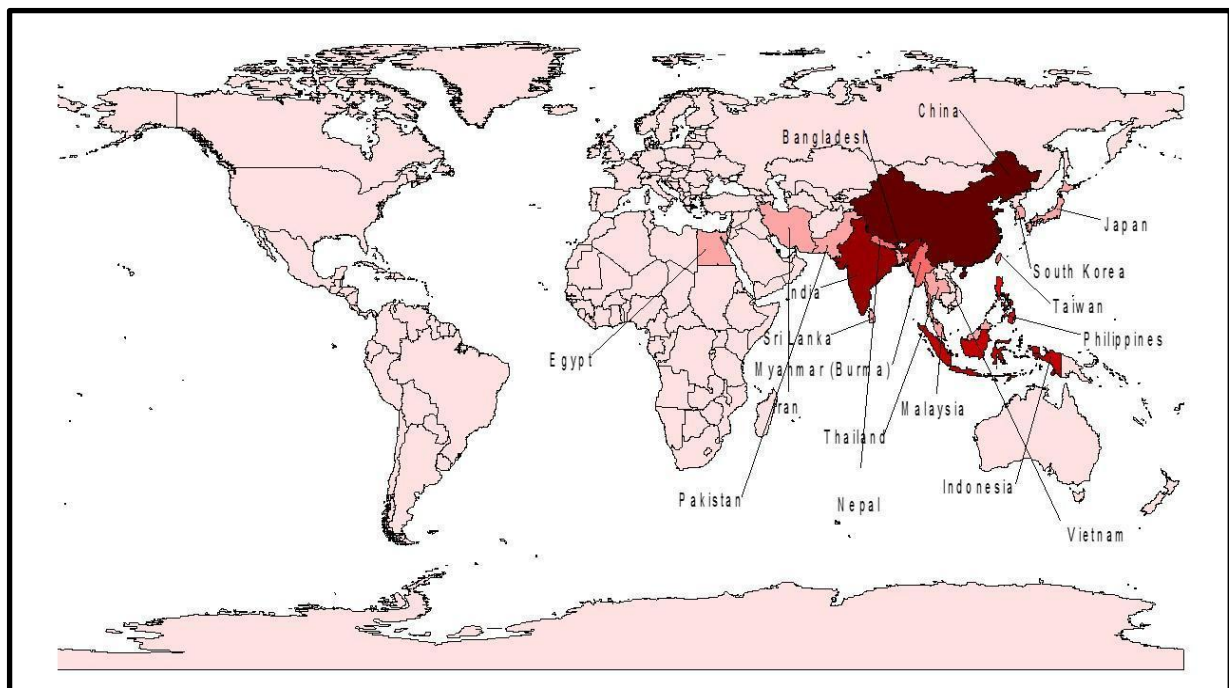 China
Bangladesh
Japan
South Korea
India
Taiwan
Sri Lanka
Philippines
Egypt
Myanmar (Burma)
Iran
Malaysia
Thailand
Indonesia
Pakistan
Nepal
Vietnam